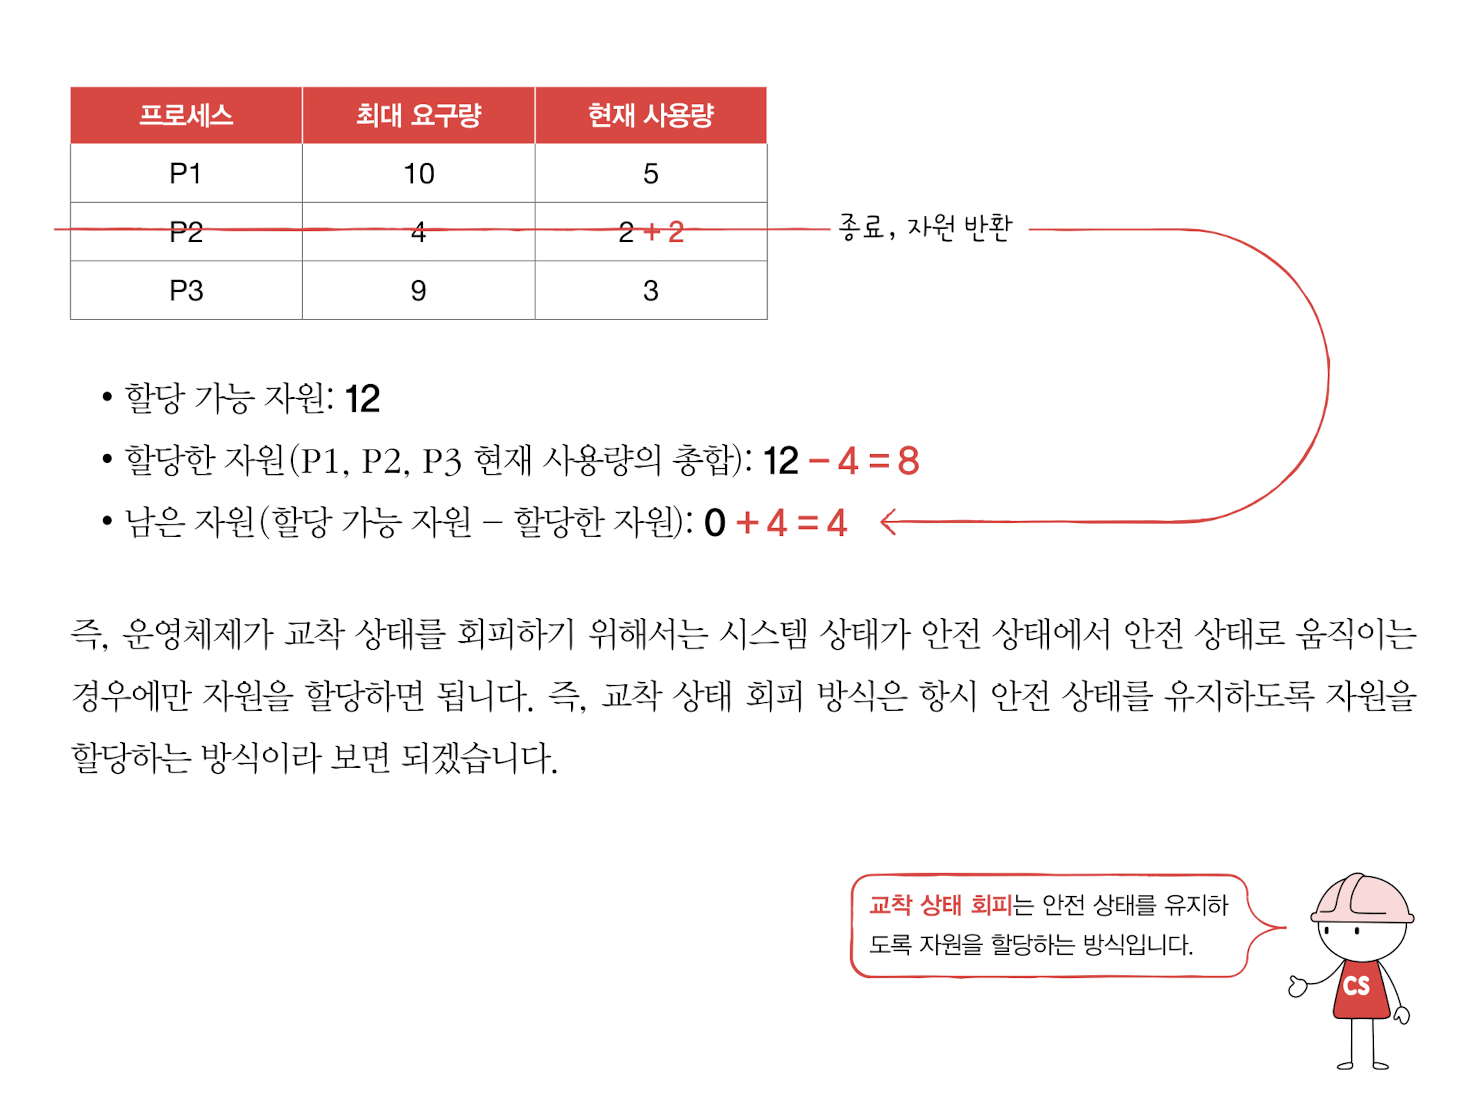 프로세스 최대 요구량 현재 사용량
P1 10 5
P2 4 2 + 2 종료, 자원 반환
P3 9 3
• 할당 가능 자원: 12
• 할당한 자원(P1, P2, P3 현재 사용량의 총합): 12 – 4 = 8
• 남은 자원(할당 가능 자원 – 할당한 자원): 0 + 4 = 4
즉, 운영체제가 교착 상태를 회피하기 위해서는 시스템 상태가 안전 상태에서 안전 상태로 움직이는
경우에만 자원을 할당하면 됩니다. 즉, 교착 상태 회피 방식은 항시 안전 상태를 유지하도록 자원을
할당하는 방식이라 보면 되겠습니다.
교착 상태 회피는 안전 상태를 유지하
도록 자원을 할당하는 방식입니다.
CS